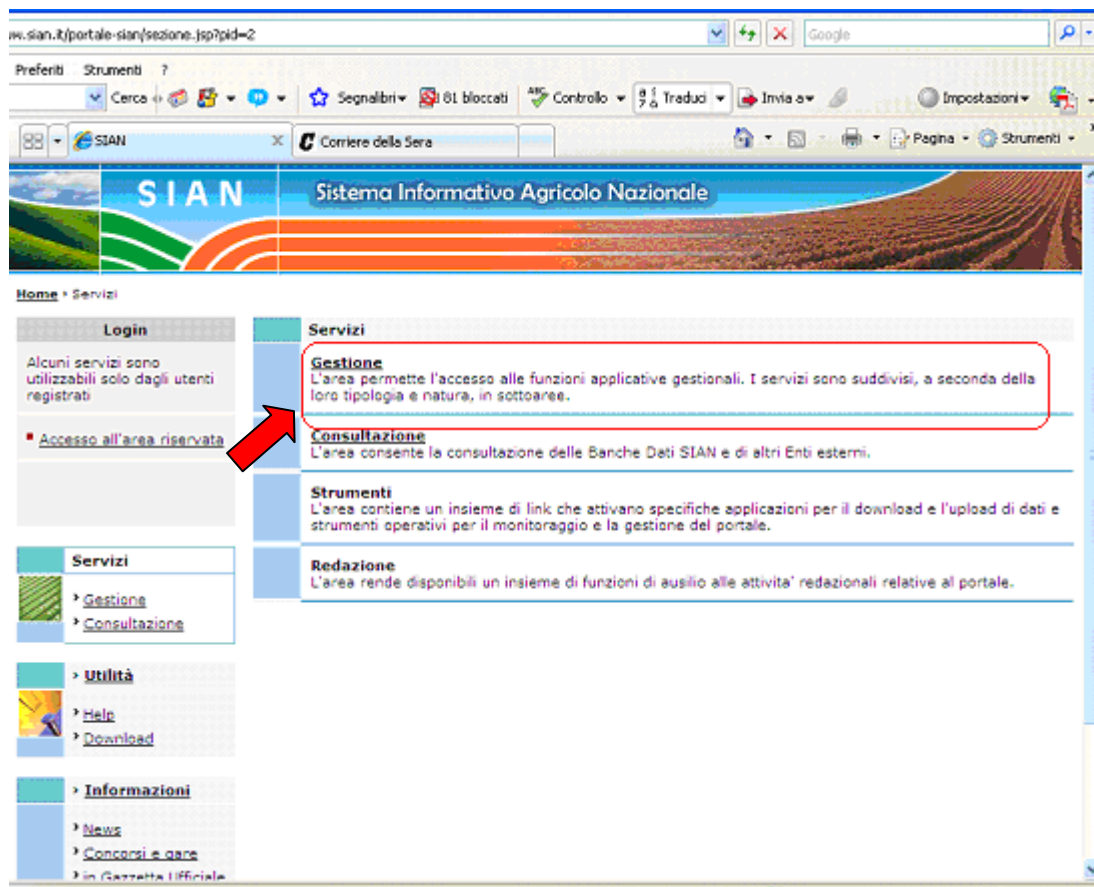 ww.sian.it/portale-sian/sezione.jsp?pid=2
Google
Preferiti Strumenti ?
Cerca Segnalibri 81 bloccati Controllo Traduci Invia a Impostazioni
SIAN Corriere della Sera Pagina Strumenti
SIAN Sistema Informativo Agricolo Nazionale
Home Servizi
Login
Alcuni servizi sono
utilizzabili solo dagli utenti
registrati
Accesso all'area riservata
Servizi
Gestione
L'area permette l'accesso alle funzioni applicative gestionali. I servizi sono suddivisi, a seconda della
loro tipologia e natura, in sottoaree.
Consultazione
L'area consente la consultazione delle Banche Dati SIAN e di altri Enti esterni.
Strumenti
L'area contiene un insieme di link che attivano specifiche applicazioni per il download e l'upload di dati e
strumenti operativi per il monitoraggio e la gestione del portale.
Redazione
L'area rende disponibili un insieme di funzioni di ausilio alle attivita' redazionali relative al portale.
Servizi
Gestione
Consultazione
Utilità
Help
Download
Informazioni
News
Concorsi e gare
in Gazzetta Ufficiale